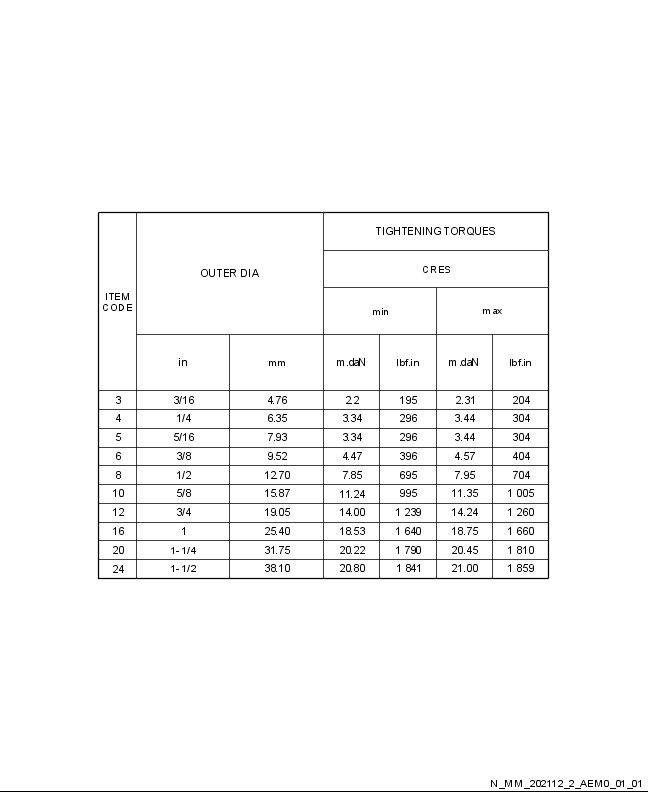 TIGHTENING TORQUES
OUTER DIA
CRES
ITEM
CODE
min max
in mm m.daN lbf.in m.daN lbf.in
3 3/16 4.76 2.2 195 2.31 204
4 1/4 6.35 3.34 296 3.44 304
5 5/16 7.93 3.34 296 3.44 304
6 3/8 9.52 4.47 396 4.57 404
8 1/2 12.70 7.85 695 7.95 704
10 5/8 15.87 11.24 995 11.35 1 005
12 3/4 19.05 14.00 1 239 14.24 1 260
16 1 25.40 18.53 1 640 18.75 1 660
20 1-1/4 31.75 20.22 1 790 20.45 1 810
24 1-1/2 38.10 20.80 1 841 21.00 1 859
N_MM_202112_2_AEM0_01_01